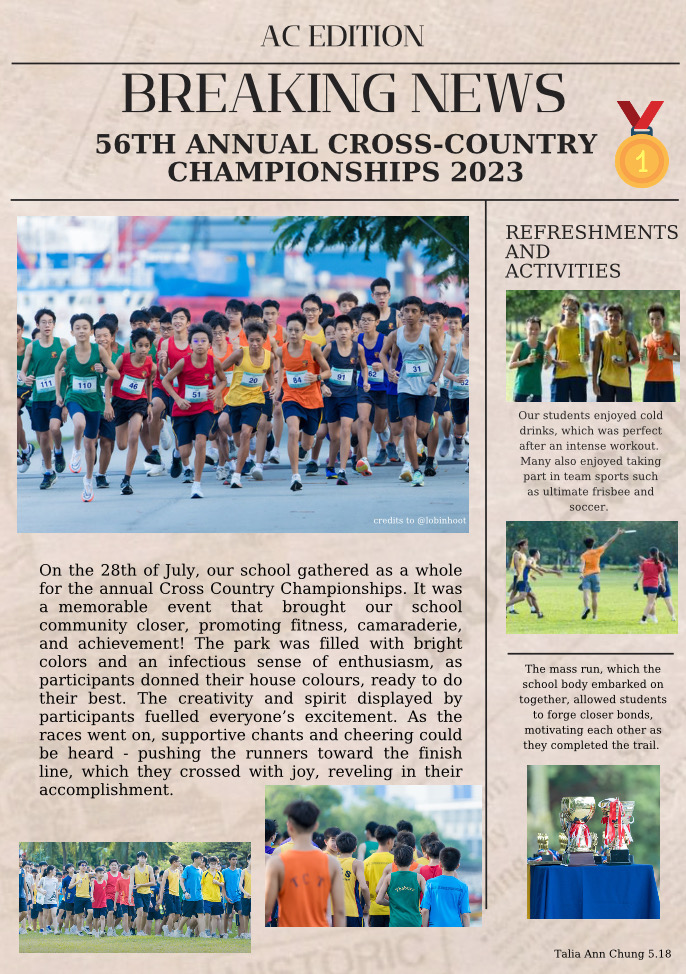 AC EDITION
BREAKING NEWS
56TH ANNUAL CROSS-COUNTRY
CHAMPIONSHIPS 2023
1
111
110
46
51
20
84
91
62
31
52
credits to @lobinhoot
On the 28th of July, our school gathered as a whole
for the annual Cross Country Championships. It was
a memorable event that brought our school
community closer, promoting fitness, camaraderie,
and achievement! The park was filled with bright
colors and an infectious sense of enthusiasm, as
participants donned their house colours, ready to do
their best. The creativity and spirit displayed by
participants fuelled everyone’s excitement. As the
races went on, supportive chants and cheering could
be heard - pushing the runners toward the finish
line, which they crossed with joy, reveling in their
accomplishment.
TCT
REFRESHMENTS
AND
ACTIVITIES
Our students enjoyed cold
drinks, which was perfect
after an intense workout.
Many also enjoyed taking
part in team sports such
as ultimate frisbee and
soccer.
The mass run, which the
school body embarked on
together, allowed students
to forge closer bonds,
motivating each other as
they completed the trail.
Talia Ann Chung 5.18